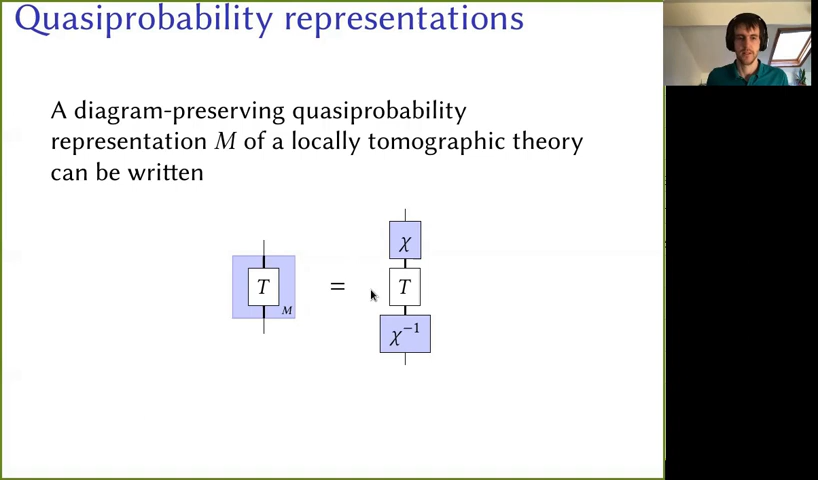 Quasiprobability representations
A diagram-preserving quasiprobability
representation M of a locally tomographic theory
can be written
χ
T = T
M
χ⁻¹